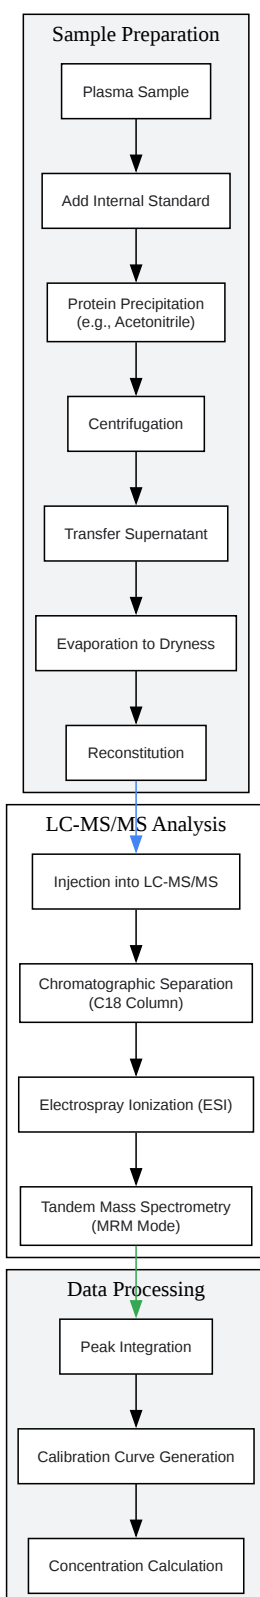 Sample Preparation
Plasma Sample
Add Internal Standard
Protein Precipitation
(e.g., Acetonitrile)
Centrifugation
Transfer Supernatant
Evaporation to Dryness
Reconstitution
LC-MS/MS Analysis
Injection into LC-MS/MS
Chromatographic Separation
(C18 Column)
Electrospray Ionization (ESI)
Tandem Mass Spectrometry
(MRM Mode)
Data Processing
Peak Integration
Calibration Curve Generation
Concentration Calculation